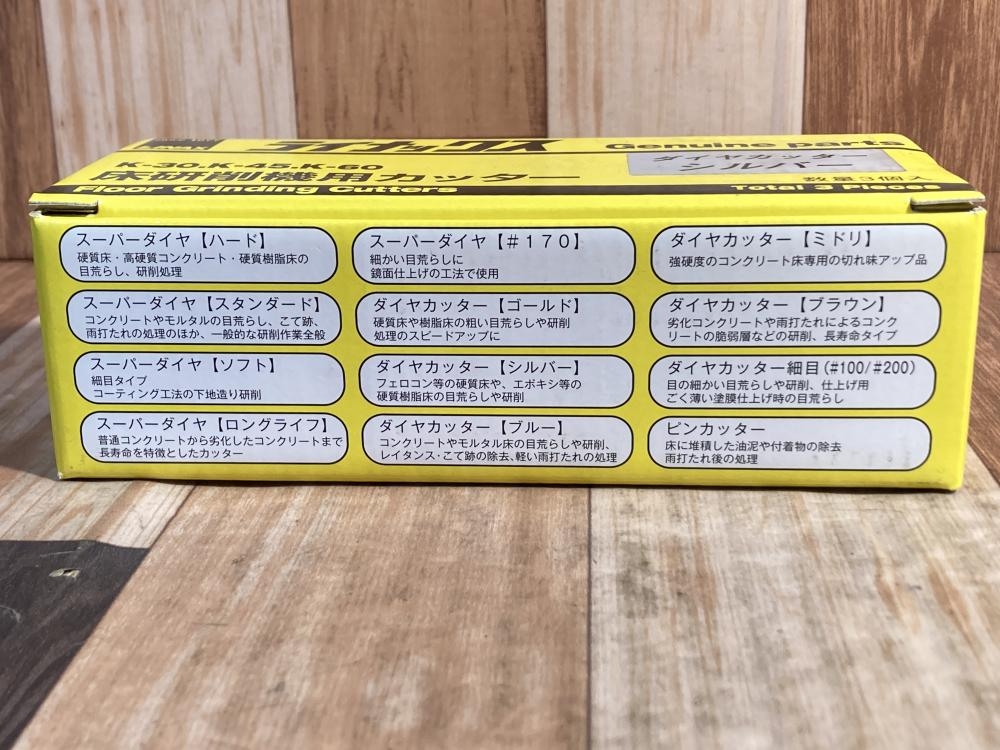 ライナックス
Genuine parts
K-30,K-45,K-60
ダイヤカッター
シルバー
床研削機用カッター
数量3個入
Floor Grinding Cutters
Total 3 Pieces
スーパーダイヤ【ハード】
硬質床・高硬質コンクリート・硬質樹脂床の
目荒らし、研削処理
スーパーダイヤ【スタンダード】
コンクリートやモルタルの目荒らし、こて跡、
雨打たれの処理のほか、一般的な研削作業全般
スーパーダイヤ【ソフト】
細目タイプ
コーティング工法の下地造り研削
スーパーダイヤ【ロングライフ】
普通コンクリートから劣化したコンクリートまで
長寿命を特徴としたカッター
スーパーダイヤ【#170】
細かい目荒らしに
鏡面仕上げの工法で使用
ダイヤカッター【ゴールド】
硬質床や樹脂床の粗い目荒らしや研削
処理のスピードアップに
ダイヤカッター【シルバー】
フェロコン等の硬質床や、エポキシ等の
硬質樹脂床の目荒らしや研削
ダイヤカッター【ブルー】
コンクリートやモルタル床の目荒らしや研削、
レイタンス・こて跡の除去、軽い雨打たれの処理
ダイヤカッター【ミドリ】
強硬度のコンクリート床専用の切れ味アップ品
ダイヤカッター【ブラウン】
劣化コンクリートや雨打たれによるコンク
リートの脆弱層などの研削、長寿命タイプ
ダイヤカッター細目(#100/#200)
目の細かい目荒らしや研削、仕上げ用
ごく薄い塗膜仕上げ時の目荒らし
ピンカッター
床に堆積した油泥や付着物の除去
雨打たれ後の処理